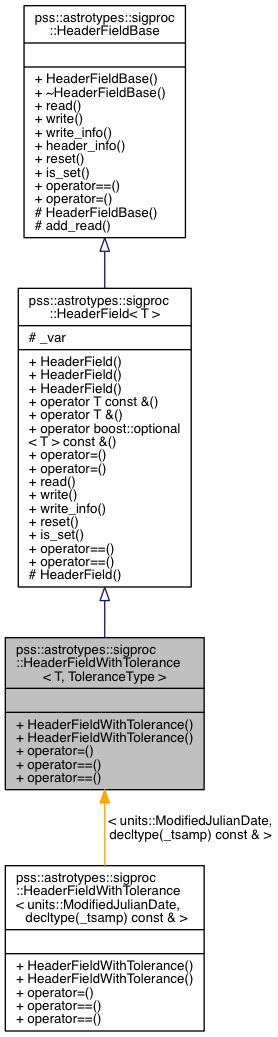 pss::astrotypes::sigproc
::HeaderFieldBase
+ HeaderFieldBase()
+ ~HeaderFieldBase()
+ read()
+ write()
+ write_info()
+ header_info()
+ reset()
+ is_set()
+ operator==()
+ operator=()
# HeaderFieldBase()
# add_read()
pss::astrotypes::sigproc
::HeaderField< T >
# _var
+ HeaderField()
+ HeaderField()
+ HeaderField()
+ operator T const &()
+ operator T &()
+ operator boost::optional
< T > const &()
+ operator=()
+ operator=()
+ read()
+ write()
+ write_info()
+ reset()
+ is_set()
+ operator==()
+ operator==()
# HeaderField()
pss::astrotypes::sigproc
::HeaderFieldWithTolerance
< T, ToleranceType >
+ HeaderFieldWithTolerance()
+ HeaderFieldWithTolerance()
+ operator=()
+ operator==()
+ operator==()
< units::ModifiedJulianDate,
decltype(_tsamp) const & >
pss::astrotypes::sigproc
::HeaderFieldWithTolerance
< units::ModifiedJulianDate,
decltype(_tsamp) const & >
+ HeaderFieldWithTolerance()
+ HeaderFieldWithTolerance()
+ operator=()
+ operator==()
+ operator==()